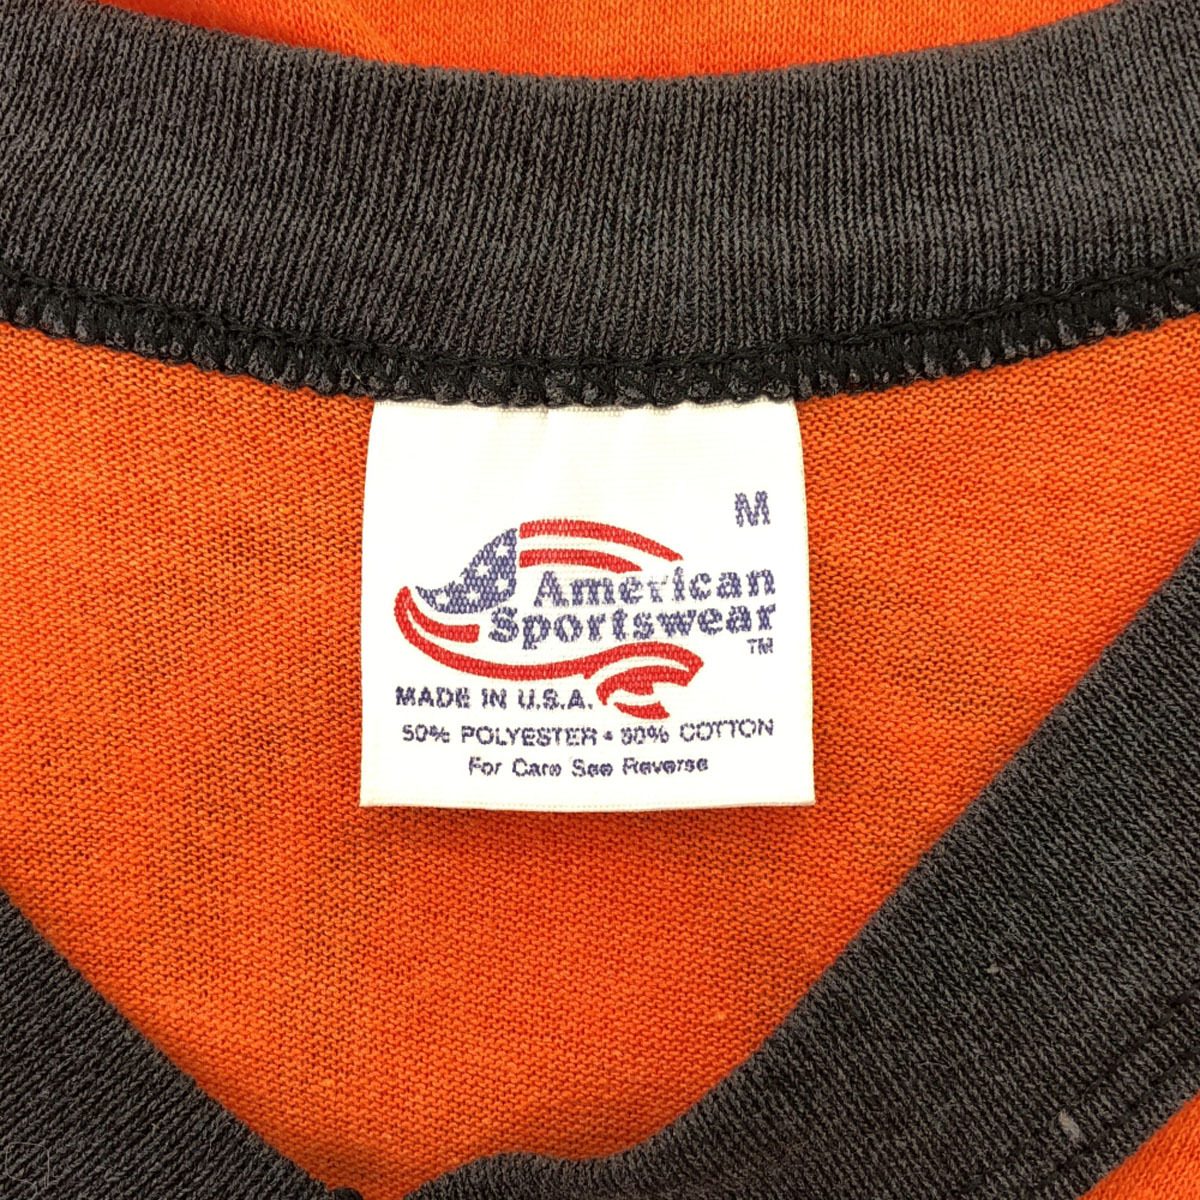 M
American
Sportswear
TM
MADE IN U.S.A.
50% POLYESTER • 50% COTTON
For Care See Reverse